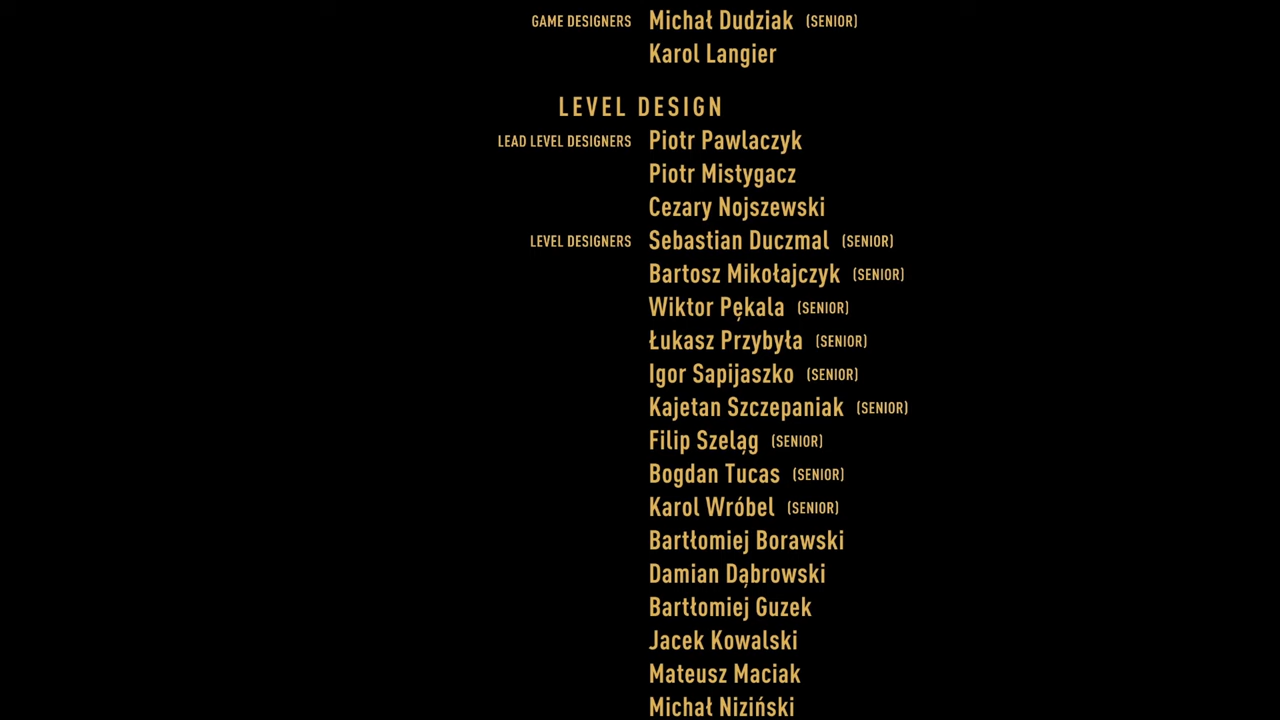 GAME DESIGNERS Michał Dudziak (SENIOR)
Karol Langier
LEVEL DESIGN
LEAD LEVEL DESIGNERS Piotr Pawlaczyk
Piotr Mistygacz
Cezary Nojszewski
LEVEL DESIGNERS Sebastian Duczmal (SENIOR)
Bartosz Mikołajczyk (SENIOR)
Wiktor Pękala (SENIOR)
Łukasz Przybyła (SENIOR)
Igor Sapijaszko (SENIOR)
Kajetan Szczepaniak (SENIOR)
Filip Szeląg (SENIOR)
Bogdan Tucas (SENIOR)
Karol Wróbel (SENIOR)
Bartłomiej Borawski
Damian Dąbrowski
Bartłomiej Guzek
Jacek Kowalski
Mateusz Maciak
Michał Niziński